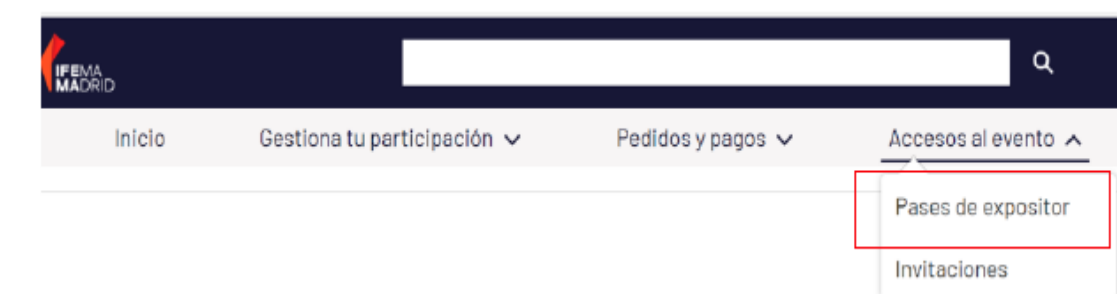 IFEMA
MADRID
Inicio Gestiona tu participación Pedidos y pagos Accesos al evento
Pases de expositor
Invitaciones